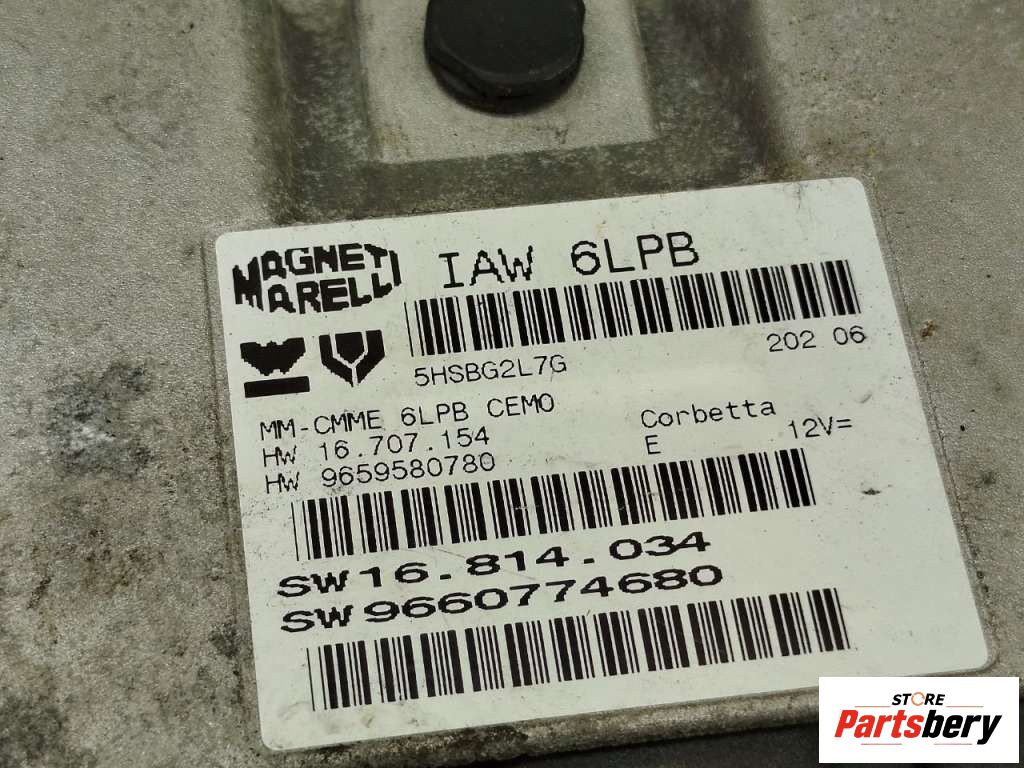 MAGNETI
MARELLI
IAW 6LPB
5HSBG2L7G
202 06
MM-CMME 6LPB CEM0
HW 16.707.154
HW 9659580780
Corbetta
E
12V=
SW 16.814.034
SW 9660774680
STORE
Partsbery